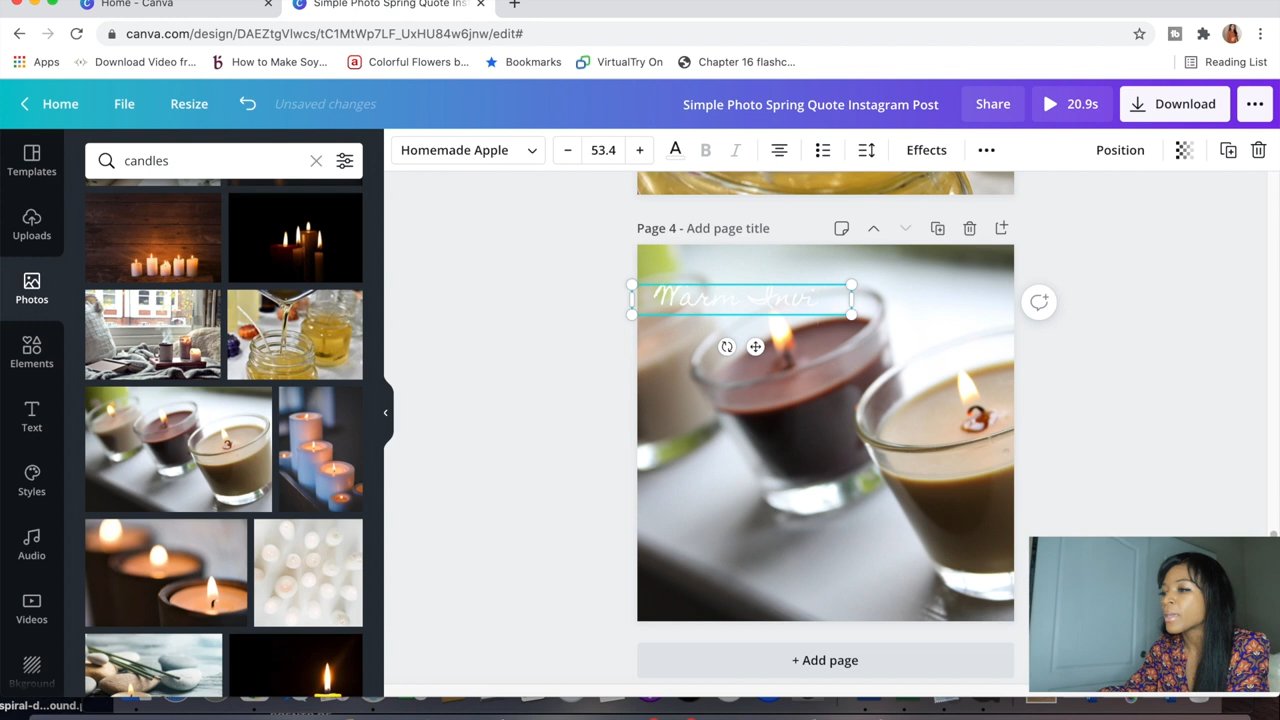 Home - Canva
Simple Photo Spring Quote Inst
canva.com/design/DAEZtgVlwcs/tC1MtWp7LF_UxHU84w6jnw/edit#
Apps
Download Video fr...
How to Make Soy...
Colorful Flowers b...
Bookmarks
VirtualTry On
Chapter 16 flashc...
Reading List
Home
File
Resize
Unsaved changes
Simple Photo Spring Quote Instagram Post
Share
20.9s
Download
Templates
Uploads
Photos
Elements
Text
Styles
Audio
Videos
Bkground
candles
Homemade Apple
53.4
A
B
I
Effects
Position
Page 4 - Add page title
Warm Invi
+ Add page
spiral-d...ound.